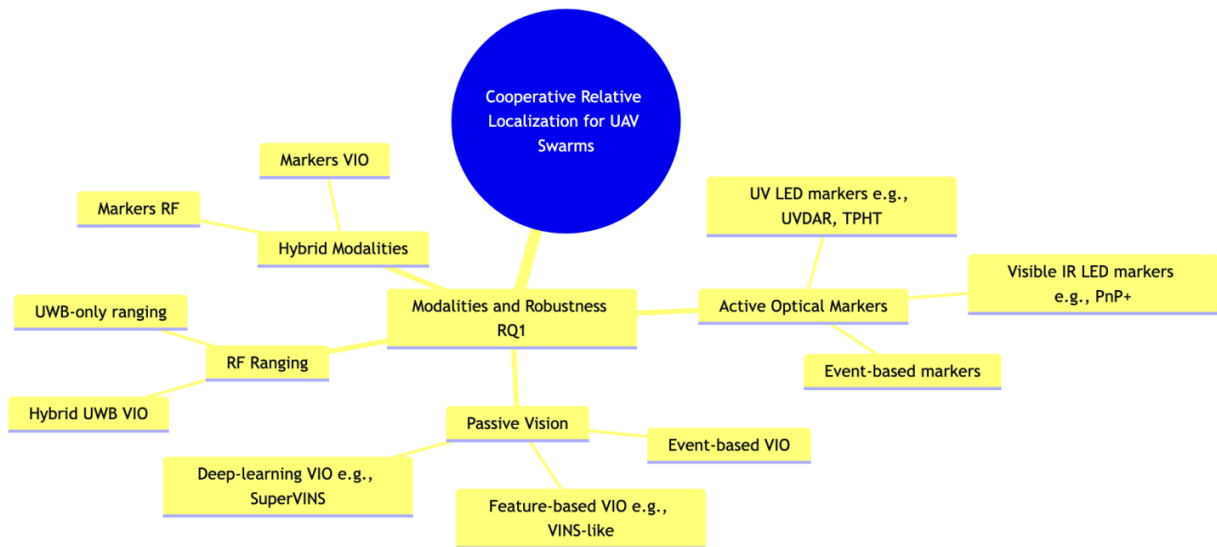 Cooperative Relative
Localization for UAV
Swarms
Markers VIO
Markers RF
Hybrid Modalities
UV LED markers e.g.,
UVDAR, TPHT
Visible IR LED markers
e.g., PnP+
Active Optical Markers
Event-based markers
Modalities and Robustness
RQ1
UWB-only ranging
RF Ranging
Hybrid UWB VIO
Passive Vision
Event-based VIO
Deep-learning VIO e.g.,
SuperVINS
Feature-based VIO e.g.,
VINS-like